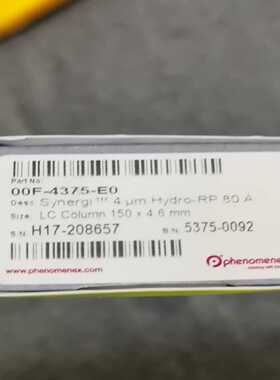 Part No:
00F-4375-E0
Desc: Synergi™ 4 µm Hydro-RP 80 A
Size: LC Column 150 x 4.6 mm
S/N: H17-208657 B/N: 5375-0092
phenomenex.com
phenomenex